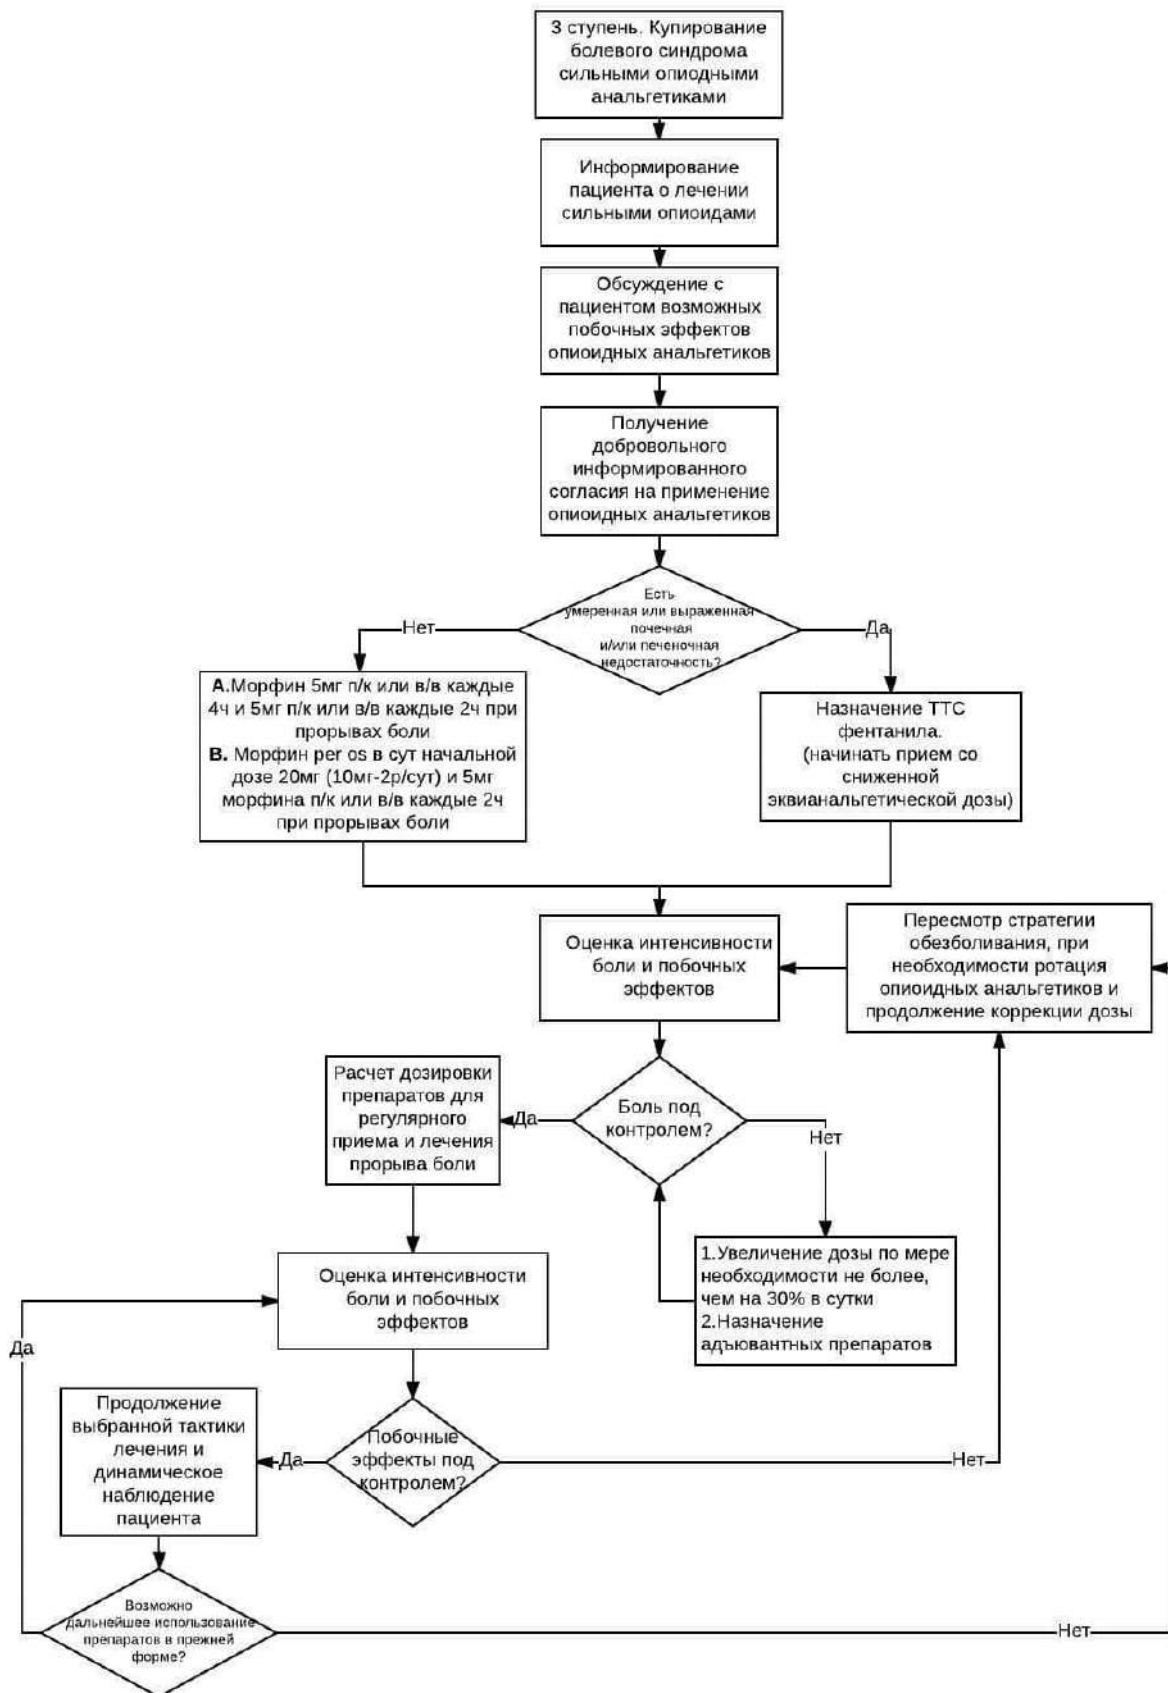 3 ступень. Купирование
болевого синдрома
сильными опиодными
анальгетиками
Информирование
пациента о лечении
сильными опиоидами
Обсуждение с
пациентом возможных
побочных эффектов
опиоидных анальгетиков
Получение
добровольного
информированного
согласия на применение
опиоидных анальгетиков
Есть
умеренная или выраженная
почечная
и/или печеночная
недостаточность?
Нет
Да
А.Морфин 5мг п/к или в/в каждые
4ч и 5мг п/к или в/в каждые 2ч при
прорывах боли
В. Морфин per os в сут начальной
дозе 20мг (10мг-2р/сут) и 5мг
морфина п/к или в/в каждые 2ч
при прорывах боли
Назначение ТТС
фентанила.
(начинать прием со
сниженной
эквианальгетической дозы)
Оценка интенсивности
боли и побочных
эффектов
Пересмотр стратегии
обезболивания, при
необходимости ротация
опиоидных анальгетиков и
продолжение коррекции дозы
Боль под
контролем?
Да
Нет
Расчет дозировки
препаратов для
регулярного
приема и лечения
прорыва боли
1.Увеличение дозы по мере
необходимости не более,
чем на 30% в сутки
2.Назначение
адъювантных препаратов
Оценка интенсивности
боли и побочных
эффектов
Да
Побочные
эффекты под
контролем?
Да
Нет
Продолжение
выбранной тактики
лечения и
динамическое
наблюдение
пациента
Возможно
дальнейшее использование
препаратов в прежней
форме?
Нет